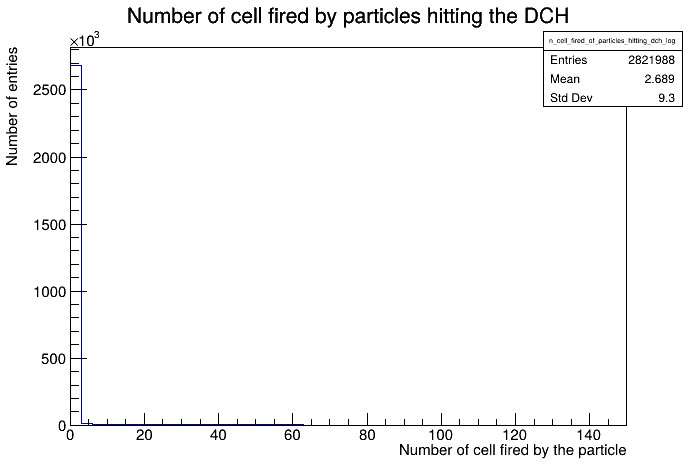 Number of cell fired by particles hitting the DCH
×10³
n_cell_fired_of_particles_hitting_dch_log
Entries 2821988
Mean 2.689
Std Dev 9.3
Number of entries
2500
2000
1500
1000
500
0
0 20 40 60 80 100 120 140
Number of cell fired by the particle